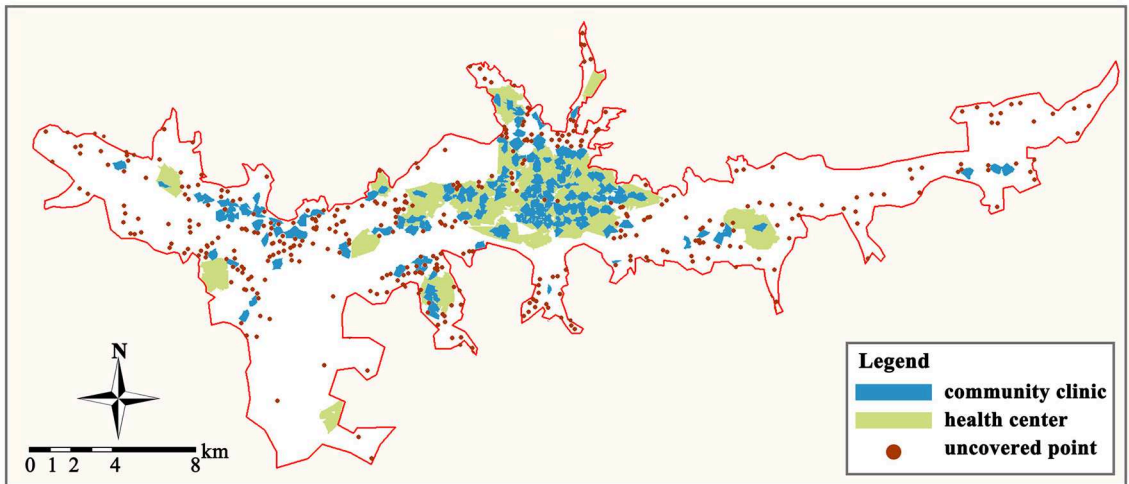 N
0 1 2 4 8 km
Legend
community clinic
health center
uncovered point